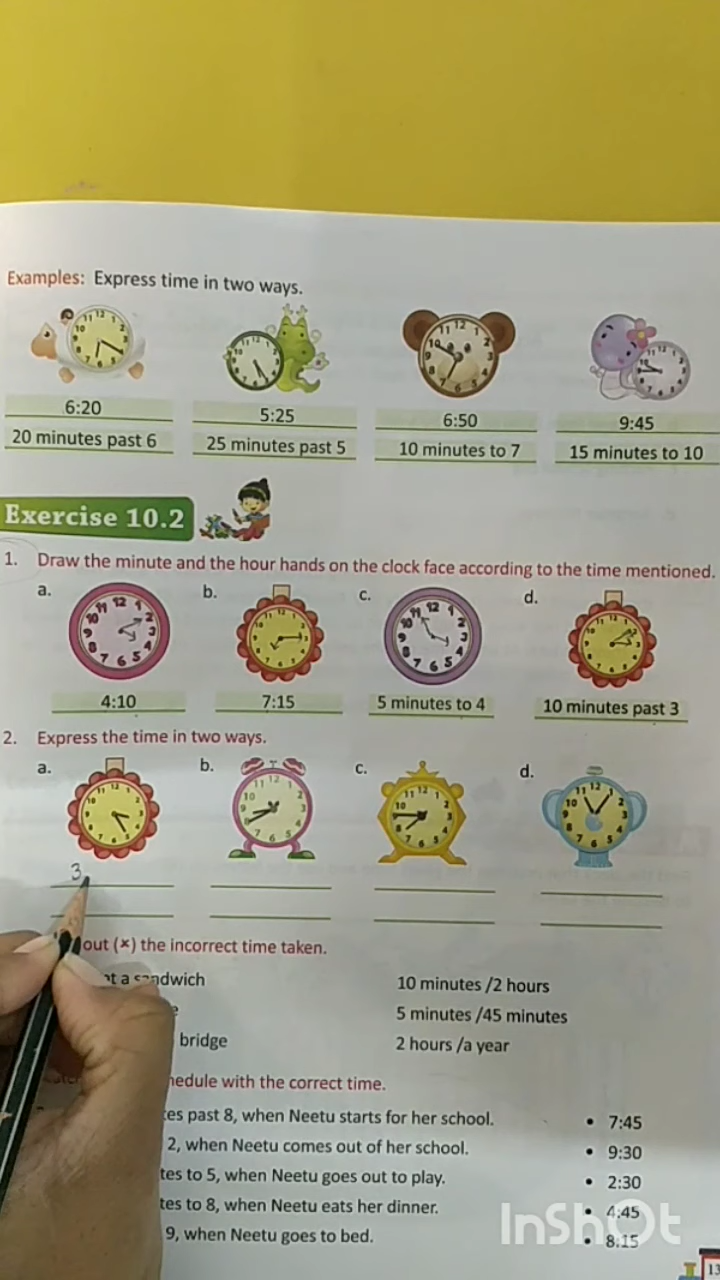 Examples: Express time in two ways.
6:20 5:25 6:50 9:45
20 minutes past 6 25 minutes past 5 10 minutes to 7 15 minutes to 10
Exercise 10.2
1. Draw the minute and the hour hands on the clock face according to the time mentioned.
a. b. c. d.
4:10 7:15 5 minutes to 4 10 minutes past 3
2. Express the time in two ways.
a. b. c. d.
3
out (×) the incorrect time taken.
a sandwich 10 minutes /2 hours
5 minutes /45 minutes
bridge 2 hours /a year
with the correct time.
past 8, when Neetu starts for her school. • 7:45
2, when Neetu comes out of her school. • 9:30
to 5, when Neetu goes out to play. • 2:30
to 8, when Neetu eats her dinner. • 4:45
9, when Neetu goes to bed. • 8:15
InShOt